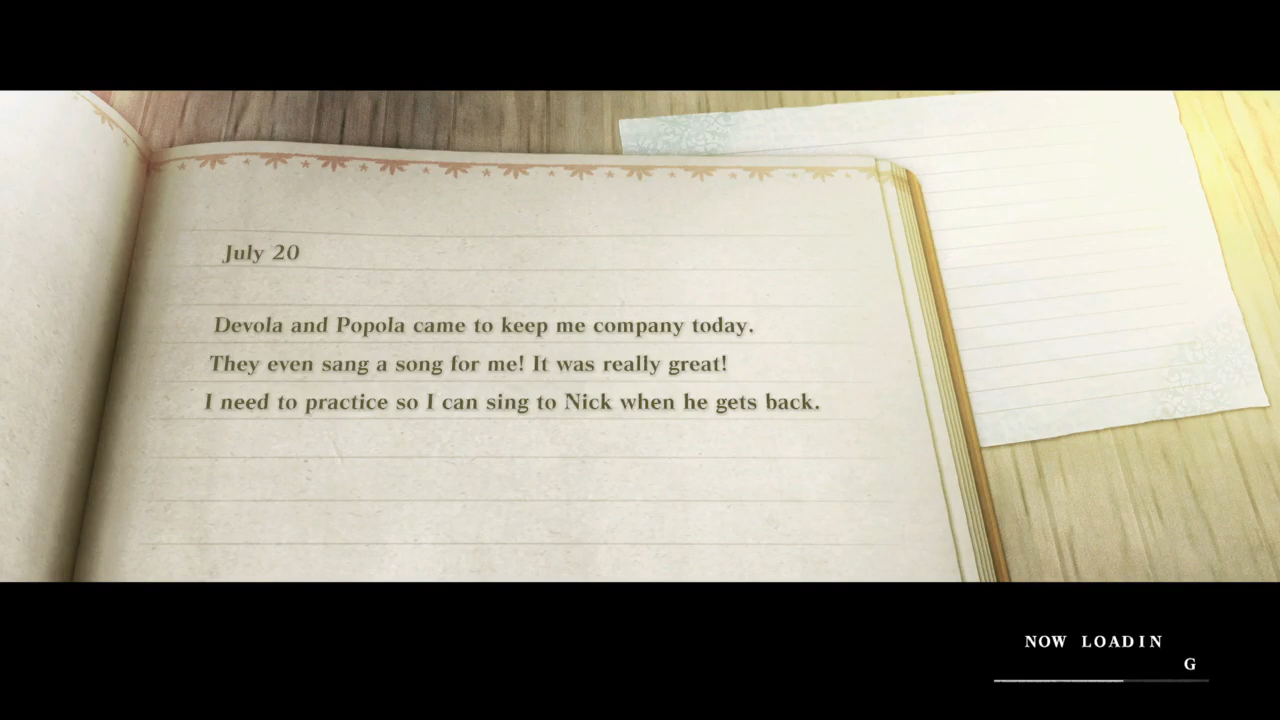 July 20
Devola and Popola came to keep me company today.
They even sang a song for me! It was really great!
I need to practice so I can sing to Nick when he gets back.
NOW LOADIN
G